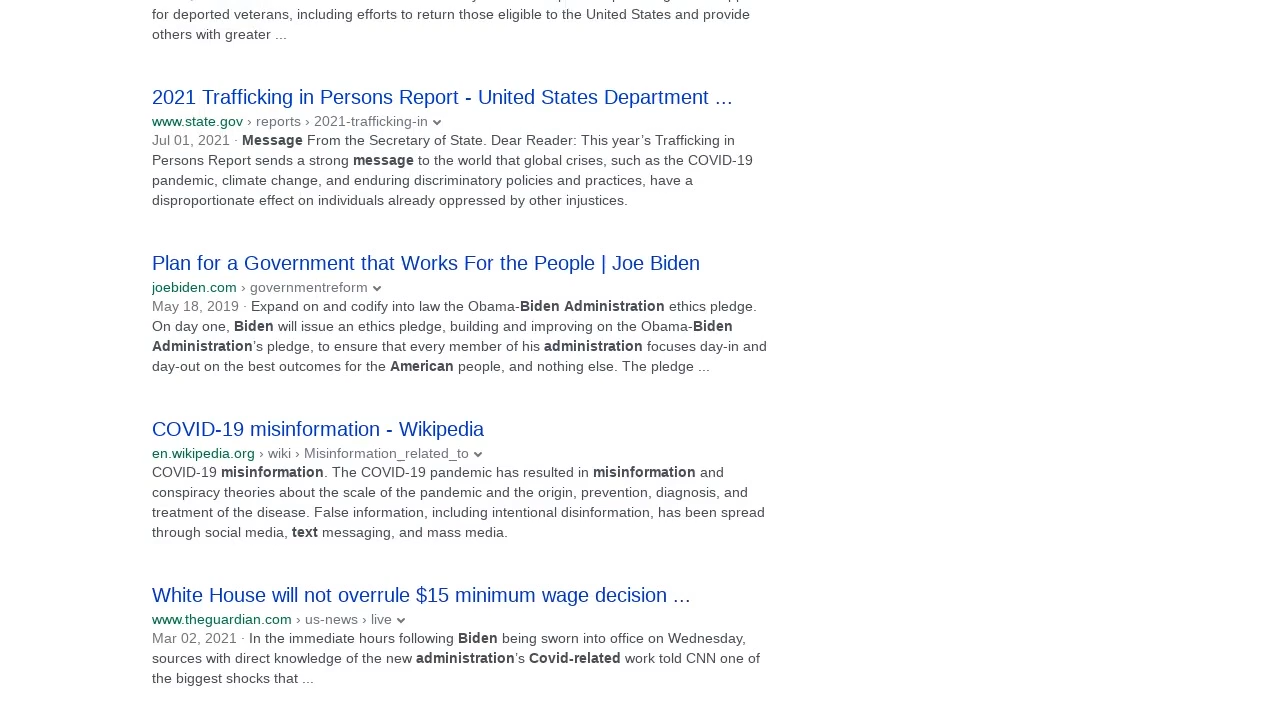 for deported veterans, including efforts to return those eligible to the United States and provide
others with greater ...
2021 Trafficking in Persons Report - United States Department ...
www.state.gov › reports › 2021-trafficking-in
Jul 01, 2021 · Message From the Secretary of State. Dear Reader: This year’s Trafficking in
Persons Report sends a strong message to the world that global crises, such as the COVID-19
pandemic, climate change, and enduring discriminatory policies and practices, have a
disproportionate effect on individuals already oppressed by other injustices.
Plan for a Government that Works For the People | Joe Biden
joebiden.com › governmentreform
May 18, 2019 · Expand on and codify into law the Obama-Biden Administration ethics pledge.
On day one, Biden will issue an ethics pledge, building and improving on the Obama-Biden
Administration’s pledge, to ensure that every member of his administration focuses day-in and
day-out on the best outcomes for the American people, and nothing else. The pledge ...
COVID-19 misinformation - Wikipedia
en.wikipedia.org › wiki › Misinformation_related_to
COVID-19 misinformation. The COVID-19 pandemic has resulted in misinformation and
conspiracy theories about the scale of the pandemic and the origin, prevention, diagnosis, and
treatment of the disease. False information, including intentional disinformation, has been spread
through social media, text messaging, and mass media.
White House will not overrule $15 minimum wage decision ...
www.theguardian.com › us-news › live
Mar 02, 2021 · In the immediate hours following Biden being sworn into office on Wednesday,
sources with direct knowledge of the new administration’s Covid-related work told CNN one of
the biggest shocks that ...